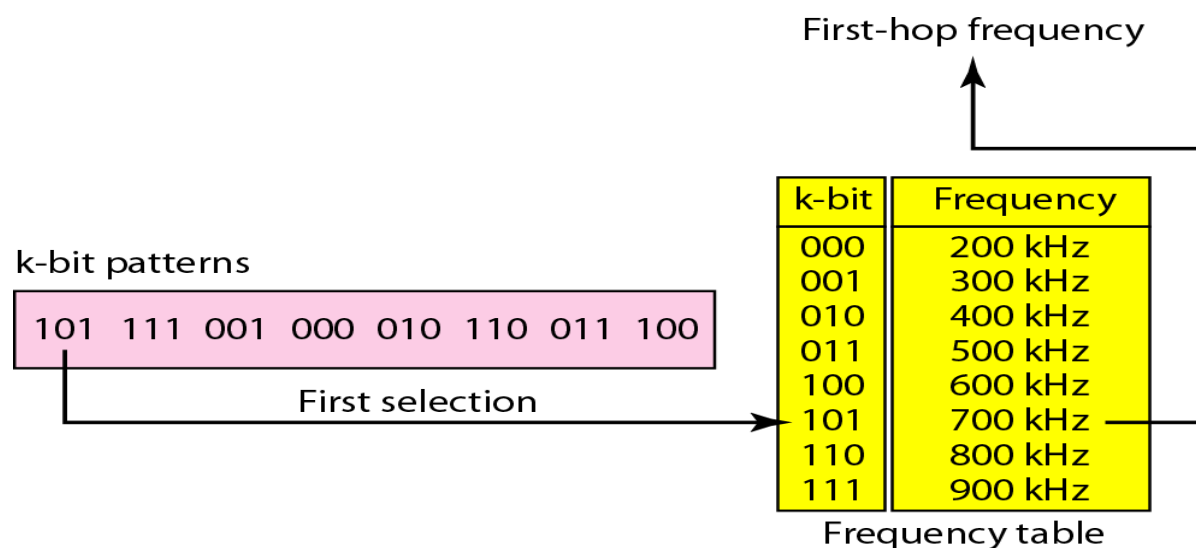 First-hop frequency
k-bit Frequency
000 200 kHz
001 300 kHz
010 400 kHz
011 500 kHz
100 600 kHz
101 700 kHz
110 800 kHz
111 900 kHz
Frequency table
k-bit patterns
101 111 001 000 010 110 011 100
First selection